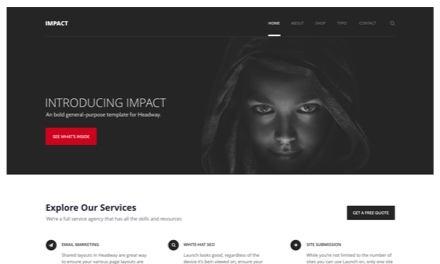 IMPACT
HOME ABOUT SHOP TYPO CONTACT
INTRODUCING IMPACT
An bold general-purpose template for Headway.
SEE WHAT'S INSIDE
Explore Our Services
We're a full service agency that has all the skills and resources
GET A FREE QUOTE
EMAIL MARKETING
Shared layouts in Headway are great way
to ensure your various page layouts are
WHITE-HAT SEO
Launch looks good, regardless of the
device it's bein viewed on, ensure your
SITE SUBMISSION
While you're not limited to the number of
sites you can use Launch on, only one site